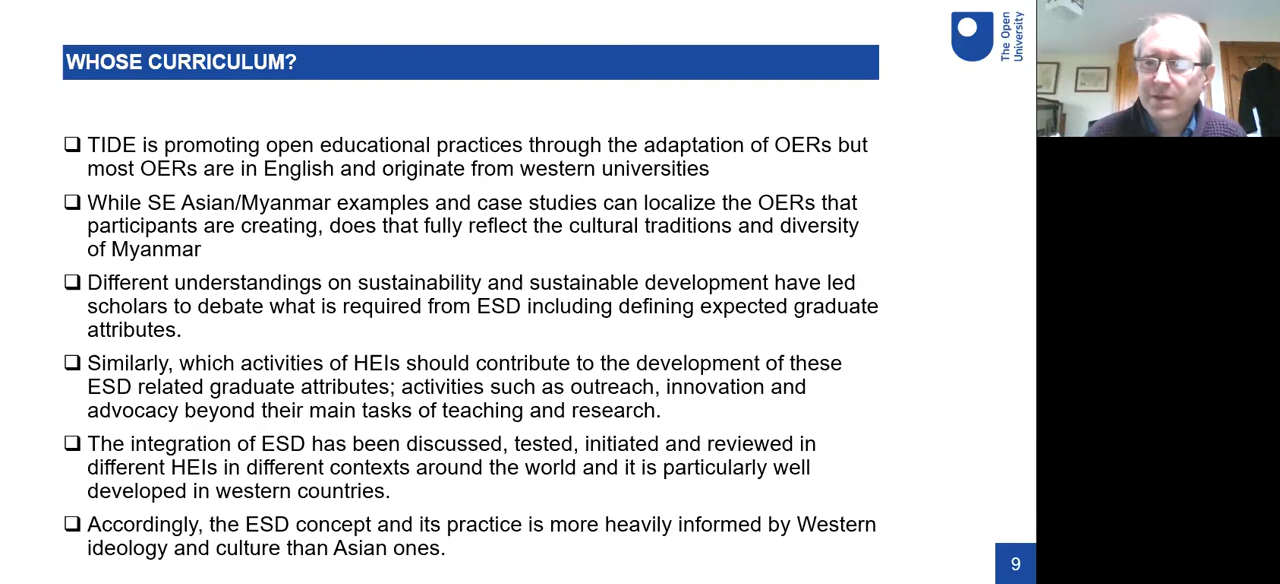 WHOSE CURRICULUM?
The Open
University
❑ TIDE is promoting open educational practices through the adaptation of OERs but
most OERs are in English and originate from western universities
❑ While SE Asian/Myanmar examples and case studies can localize the OERs that
participants are creating, does that fully reflect the cultural traditions and diversity
of Myanmar
❑ Different understandings on sustainability and sustainable development have led
scholars to debate what is required from ESD including defining expected graduate
attributes.
❑ Similarly, which activities of HEIs should contribute to the development of these
ESD related graduate attributes; activities such as outreach, innovation and
advocacy beyond their main tasks of teaching and research.
❑ The integration of ESD has been discussed, tested, initiated and reviewed in
different HEIs in different contexts around the world and it is particularly well
developed in western countries.
❑ Accordingly, the ESD concept and its practice is more heavily informed by Western
ideology and culture than Asian ones.
9